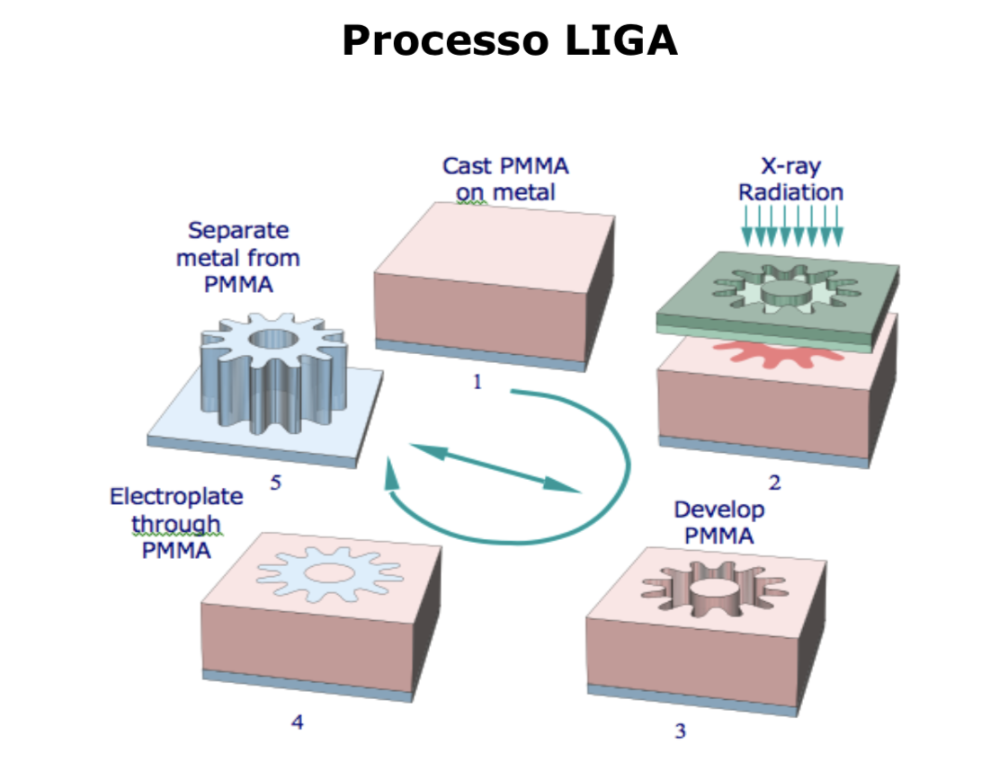 Processo LIGA
Cast PMMA
on metal
1
X-ray
Radiation
2
Develop
PMMA
3
Electroplate
through
PMMA
4
Separate
metal from
PMMA
5